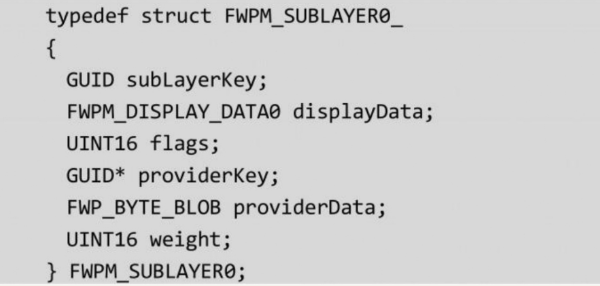 typedef struct FWPM_SUBLAYER0_
{
GUID subLayerKey;
FWPM_DISPLAY_DATA0 displayData;
UINT16 flags;
GUID* providerKey;
FWP_BYTE_BLOB providerData;
UINT16 weight;
} FWPM_SUBLAYER0;